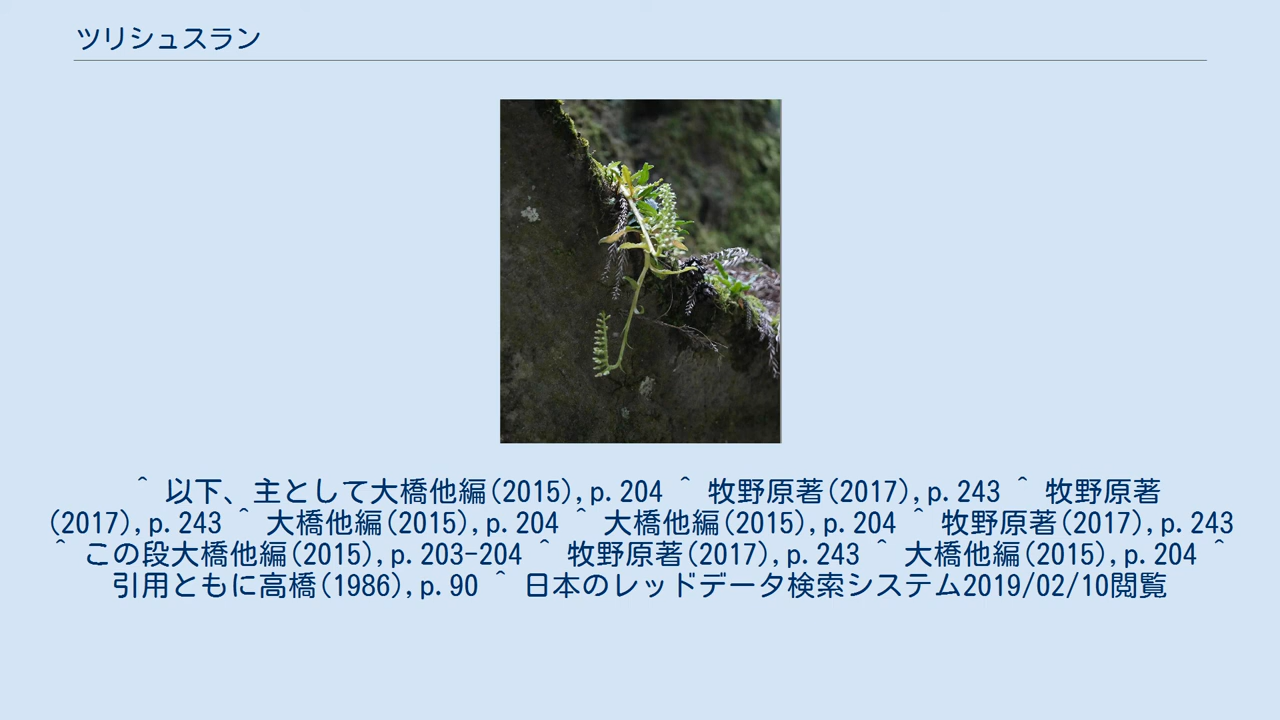 ツリシュスラン
^ 以下、主として大橋他編(2015),p.204 ^ 牧野原著(2017),p.243 ^ 牧野原著
(2017),p.243 ^ 大橋他編(2015),p.204 ^ 大橋他編(2015),p.204 ^ 牧野原著(2017),p.243
^ この段大橋他編(2015),p.203-204 ^ 牧野原著(2017),p.243 ^ 大橋他編(2015),p.204 ^
引用ともに高橋(1986),p.90 ^ 日本のレッドデータ検索システム2019/02/10閲覧